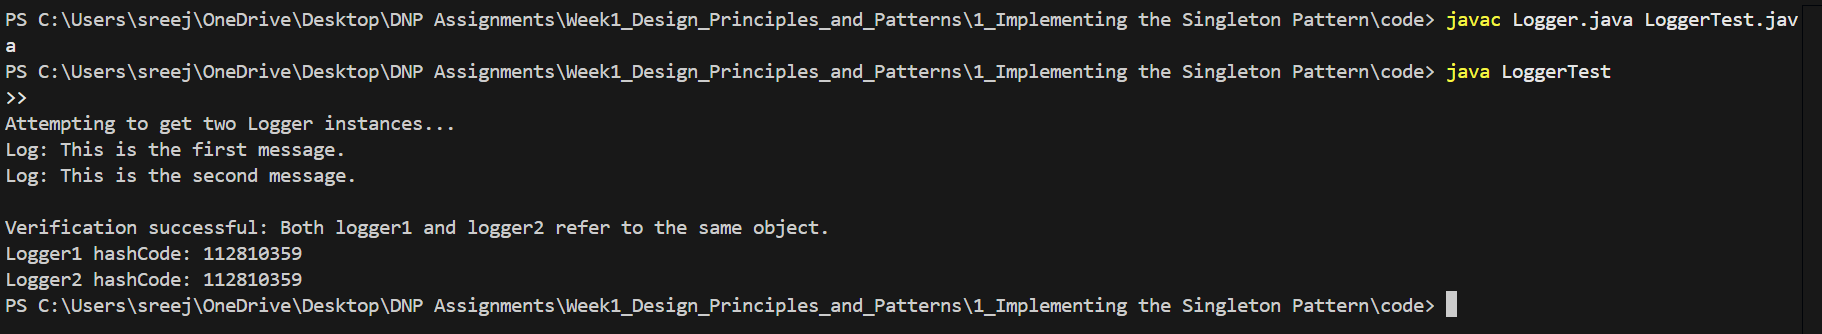 PS C:\Users\sreej\OneDrive\Desktop\DNP Assignments\Week1_Design_Principles_and_Patterns\1_Implementing the Singleton Pattern\code> javac Logger.java LoggerTest.jav
a
PS C:\Users\sreej\OneDrive\Desktop\DNP Assignments\Week1_Design_Principles_and_Patterns\1_Implementing the Singleton Pattern\code> java LoggerTest
>>
Attempting to get two Logger instances...
Log: This is the first message.
Log: This is the second message.
Verification successful: Both logger1 and logger2 refer to the same object.
Logger1 hashCode: 112810359
Logger2 hashCode: 112810359
PS C:\Users\sreej\OneDrive\Desktop\DNP Assignments\Week1_Design_Principles_and_Patterns\1_Implementing the Singleton Pattern\code>